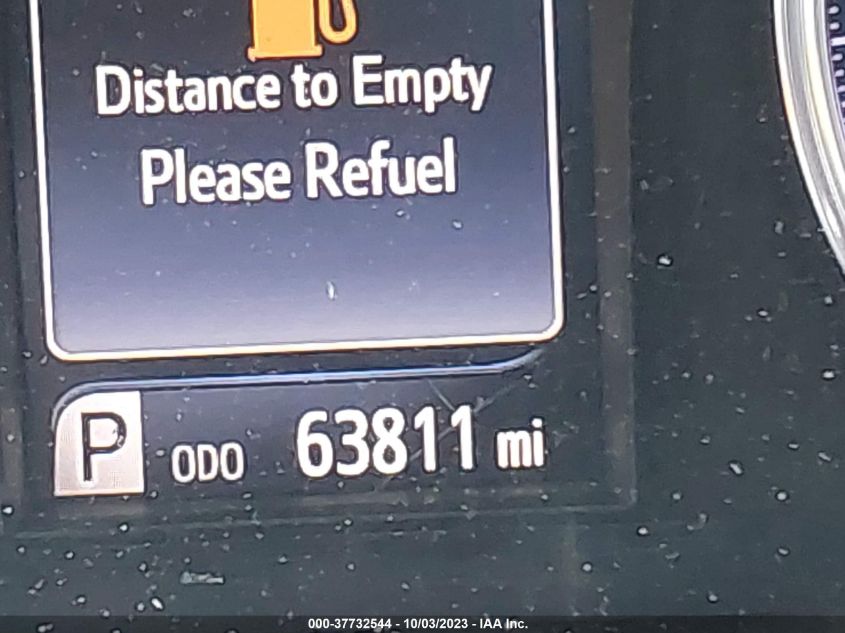 Distance to Empty
Please Refuel
P ODO 63811 mi
000-37732544 - 10/03/2023 - IAA Inc.